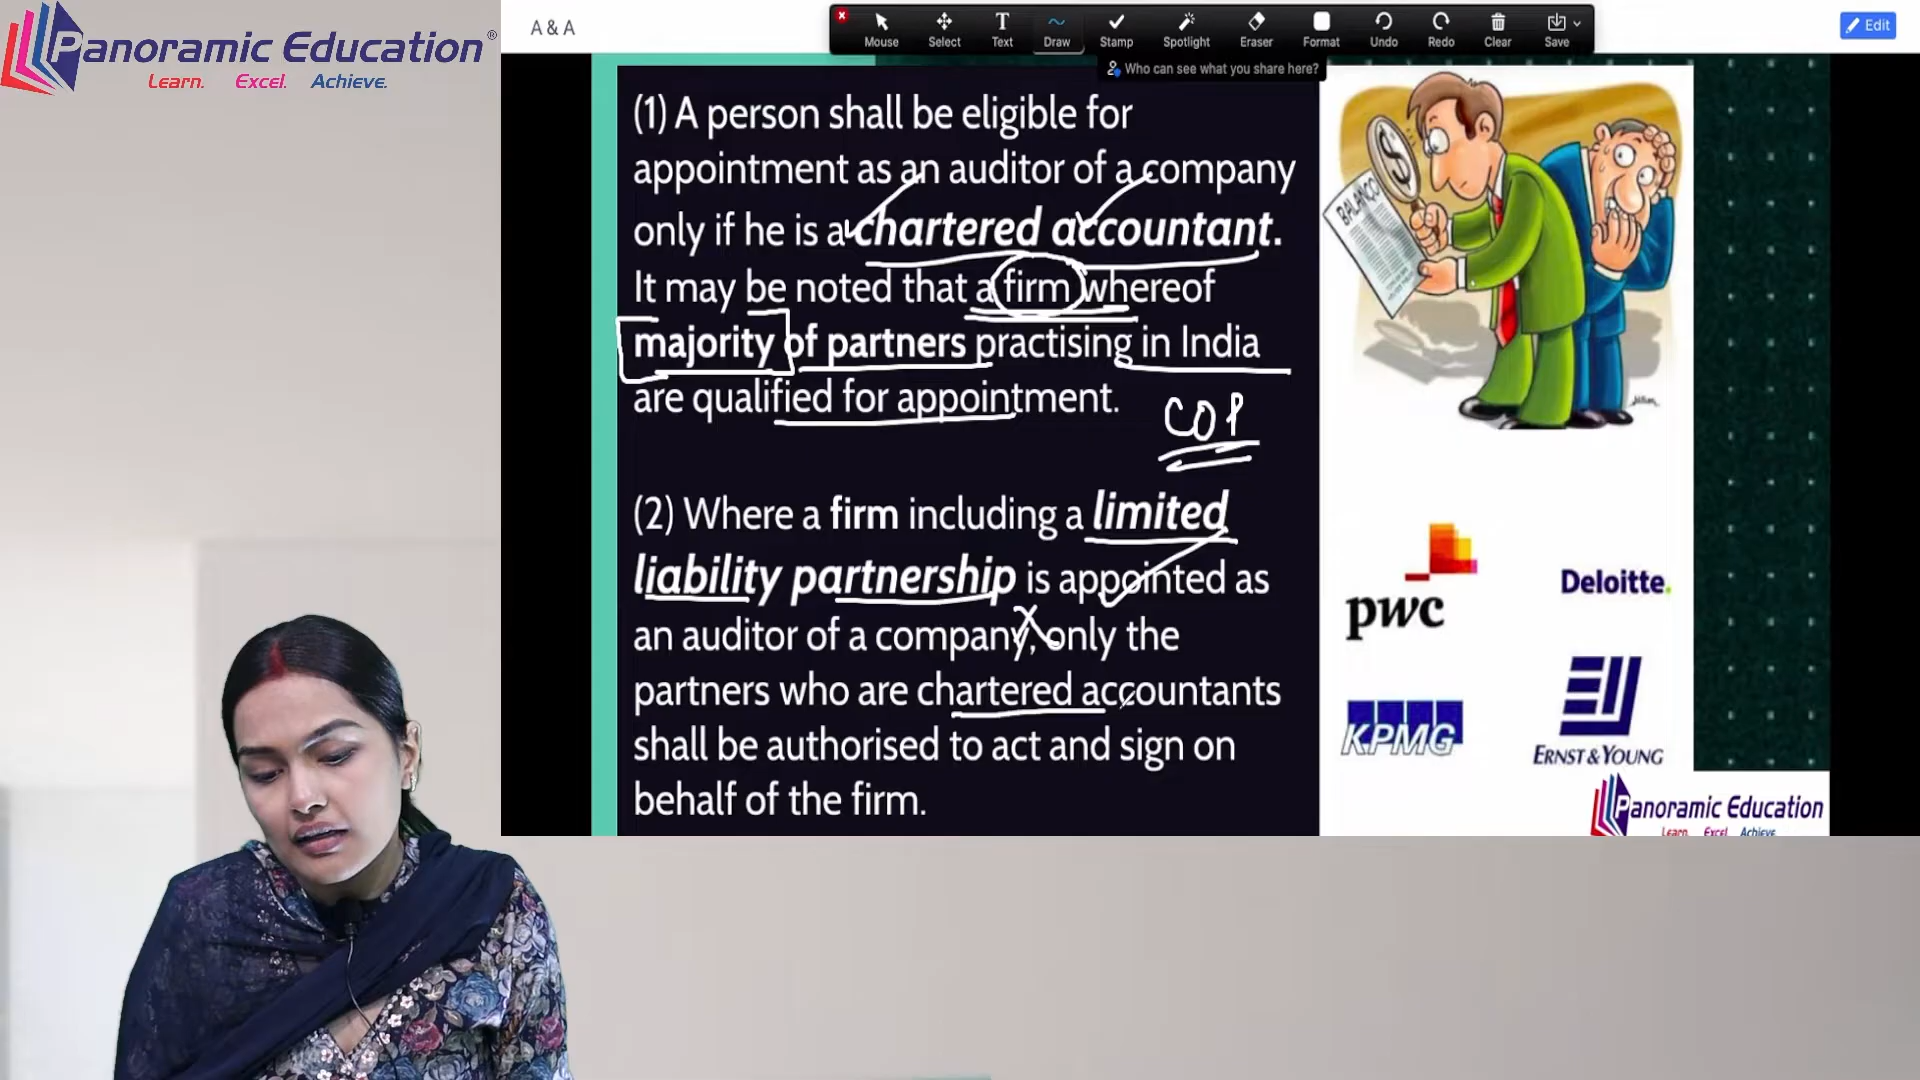 Panoramic Education®
Learn. Excel. Achieve.
A & A
Mouse Select Text Draw Stamp Spotlight Eraser Format Undo Redo Clear Save
Edit
Who can see what you share here?
(1) A person shall be eligible for
appointment as an auditor of a company
only if he is a chartered accountant.
It may be noted that a firm whereof
majority of partners practising in India
are qualified for appointment.
COP
(2) Where a firm including a limited
liability partnership is appointed as
an auditor of a company, only the
partners who are chartered accountants
shall be authorised to act and sign on
behalf of the firm.
$
BALANCE
pwc
Deloitte.
KPMG
EY
ERNST & YOUNG
Panoramic Education
Learn. Excel. Achieve.